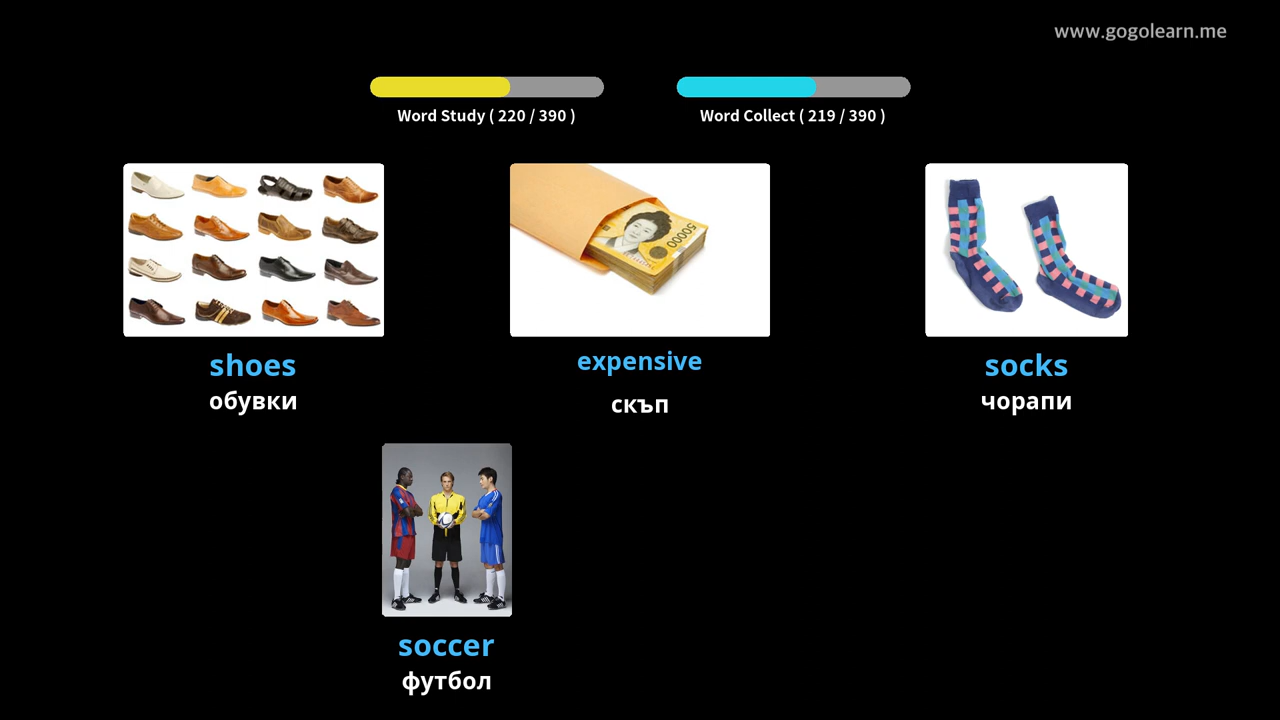 www.gogolearn.me
Word Study ( 220 / 390 )
Word Collect ( 219 / 390 )
shoes
обувки
expensive
скъп
socks
чорапи
50000
soccer
футбол